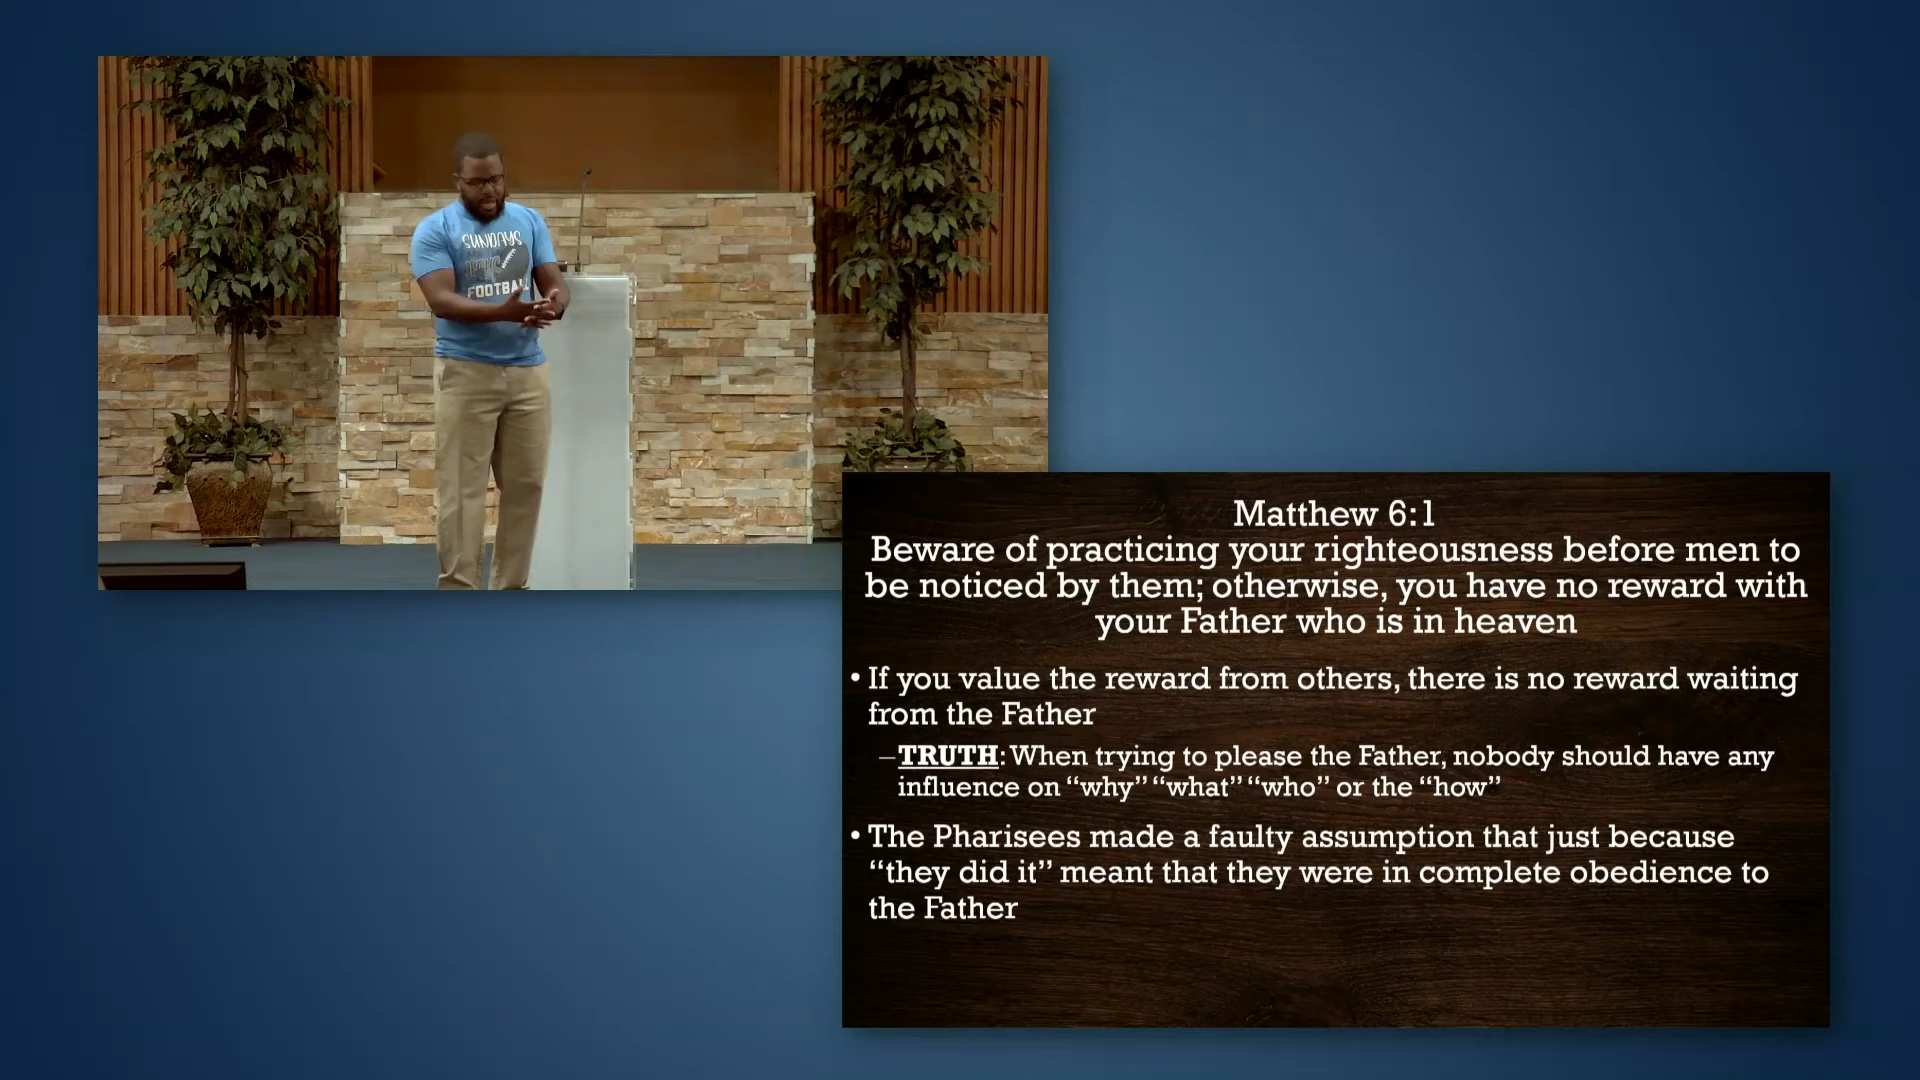 SUNDAYS
FOOTBALL
Matthew 6:1
Beware of practicing your righteousness before men to
be noticed by them; otherwise, you have no reward with
your Father who is in heaven
• If you value the reward from others, there is no reward waiting
from the Father
–TRUTH: When trying to please the Father, nobody should have any
influence on “why” “what” “who” or the “how”
• The Pharisees made a faulty assumption that just because
“they did it” meant that they were in complete obedience to
the Father